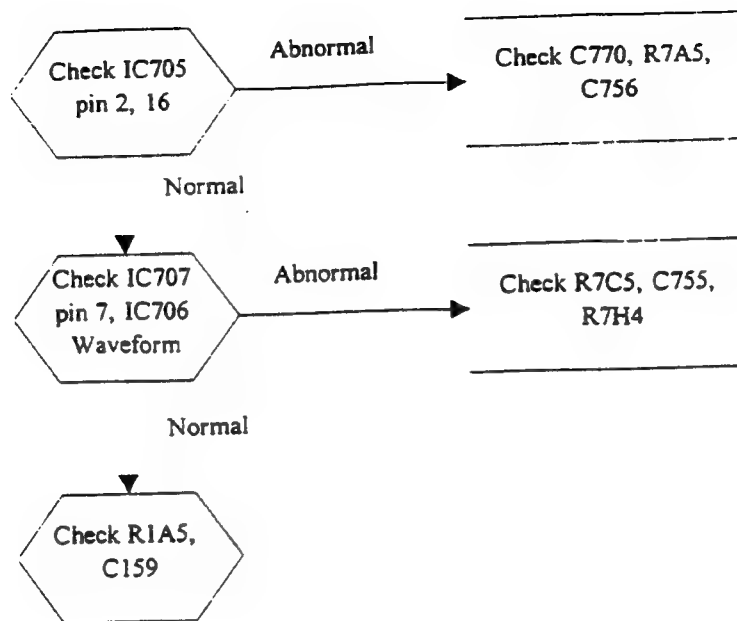 Check IC705
pin 2, 16
Abnormal
Check C770, R7A5,
C756
Normal
Check IC707
pin 7, IC706
Waveform
Abnormal
Check R7C5, C755,
R7H4
Normal
Check R1A5,
C159